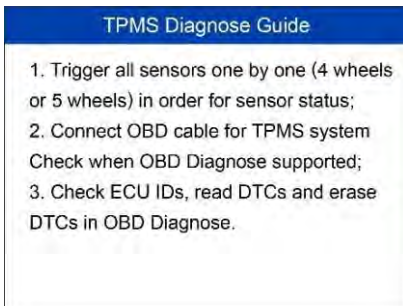 TPMS Diagnose Guide
1. Trigger all sensors one by one (4 wheels
or 5 wheels) in order for sensor status;
2. Connect OBD cable for TPMS system
Check when OBD Diagnose supported;
3. Check ECU IDs, read DTCs and erase
DTCs in OBD Diagnose.